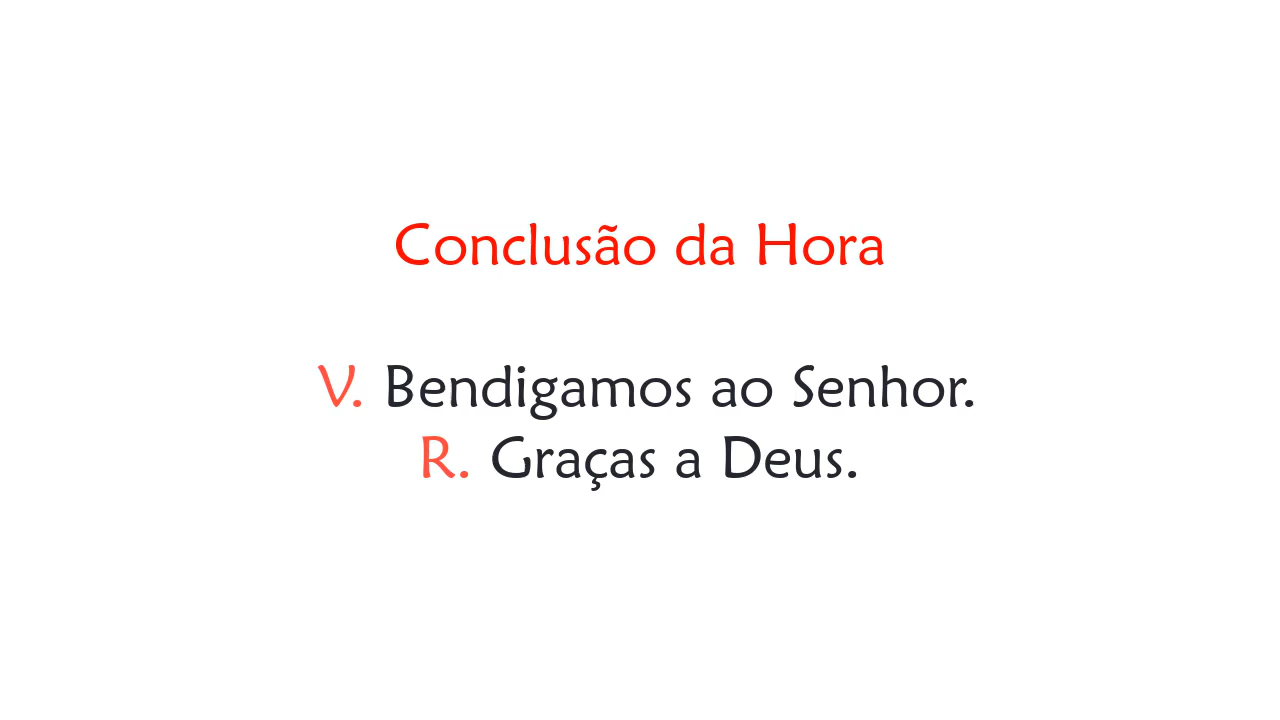 Conclusão da Hora
V. Bendigamos ao Senhor.
R. Graças a Deus.